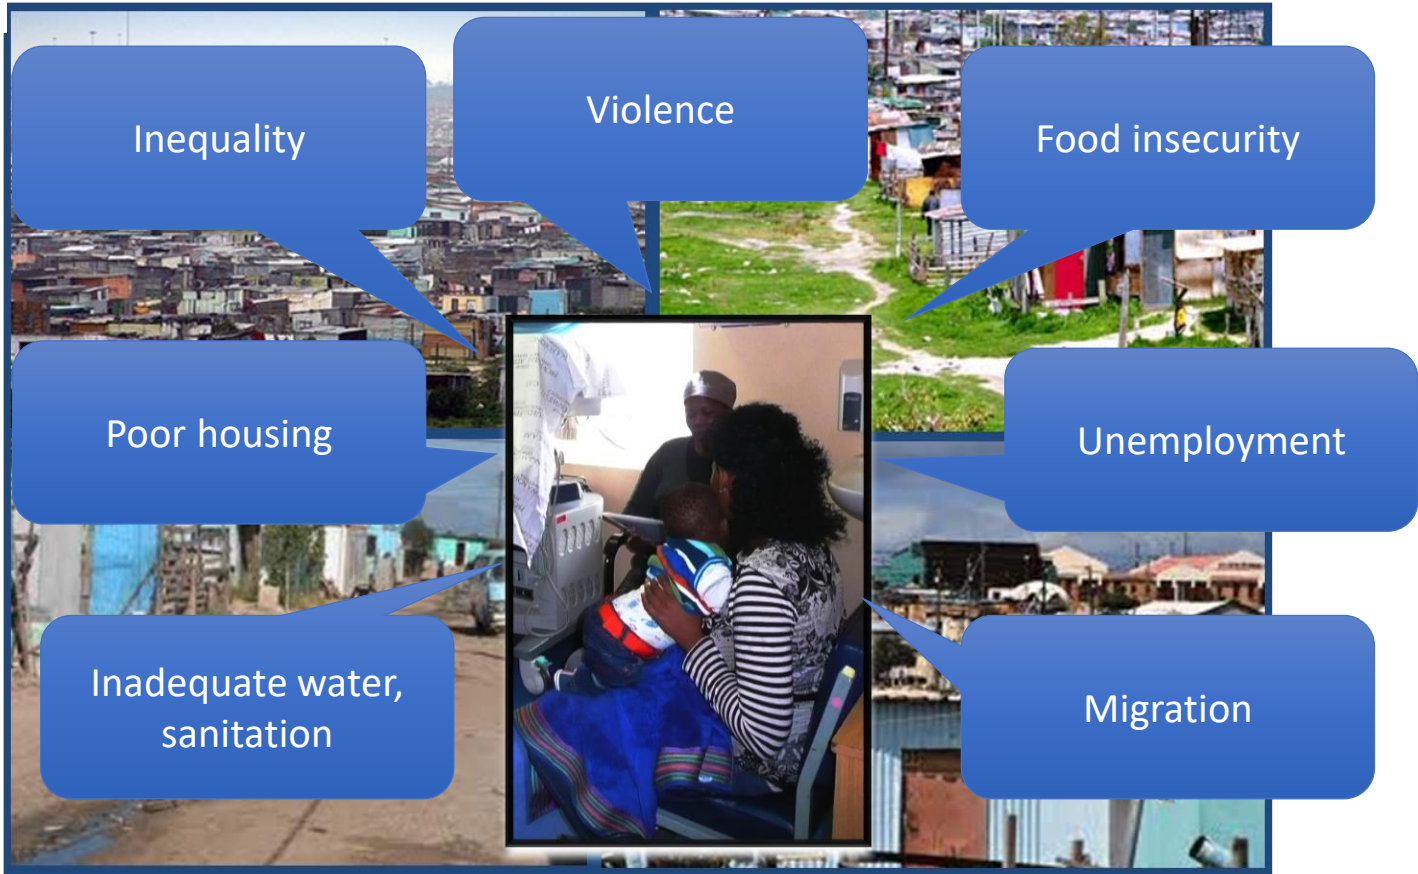 Inequality
Violence
Food insecurity
Poor housing
Unemployment
Inadequate water,
sanitation
Migration